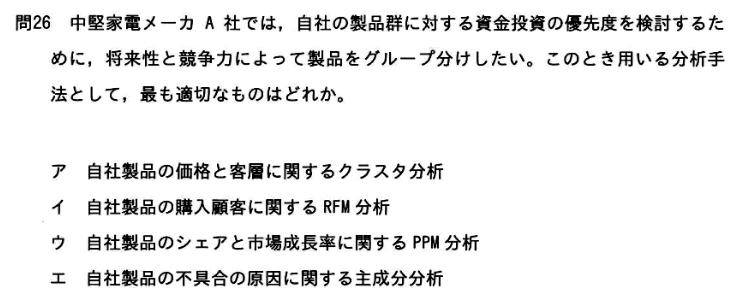 問26 中堅家電メーカ A 社では，自社の製品群に対する資金投資の優先度を検討するた
めに，将来性と競争力によって製品をグループ分けしたい。このとき用いる分析手
法として，最も適切なものはどれか。
ア 自社製品の価格と客層に関するクラスタ分析
イ 自社製品の購入顧客に関する RFM 分析
ウ 自社製品のシェアと市場成長率に関する PPM 分析
エ 自社製品の不具合の原因に関する主成分分析